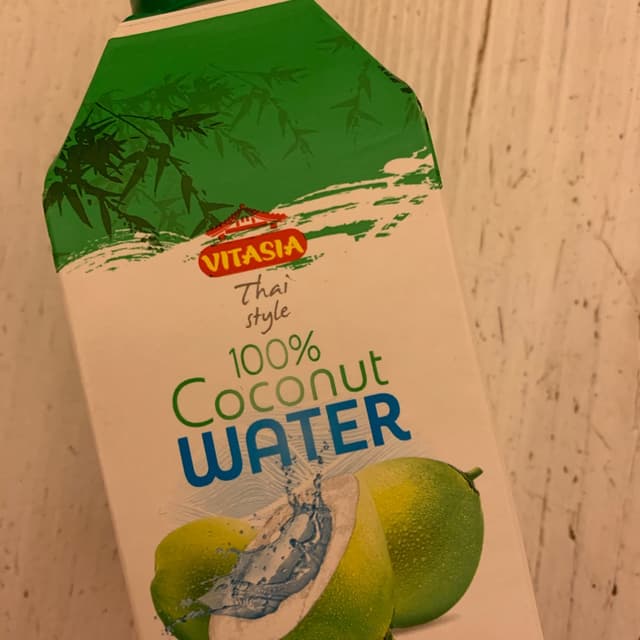 VITASIA
Thai
style
100%
Coconut
WATER